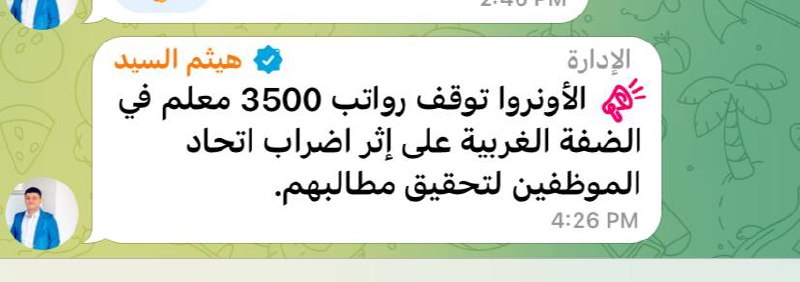 2:46 PM
هيثم السيد الإدارة
الأونروا توقف رواتب 3500 معلم في
الضفة الغربية على إثر اضراب اتحاد
الموظفين لتحقيق مطالبهم.
4:26 PM